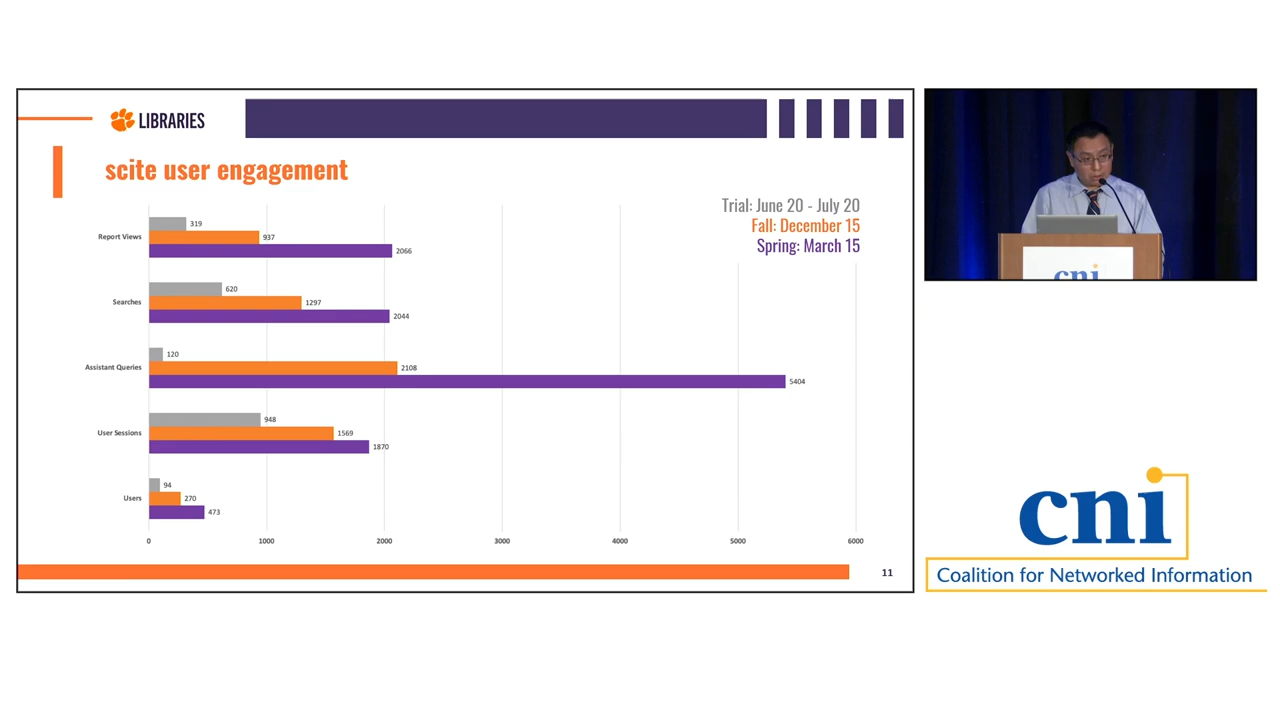 LIBRARIES
scite user engagement
Trial: June 20 - July 20
Fall: December 15
Spring: March 15
Report Views
319
937
2066
Searches
620
1297
2044
Assistant Queries
120
2108
5404
User Sessions
948
1569
1870
Users
94
270
473
0 1000 2000 3000 4000 5000 6000
11
cni
cni
Coalition for Networked Information